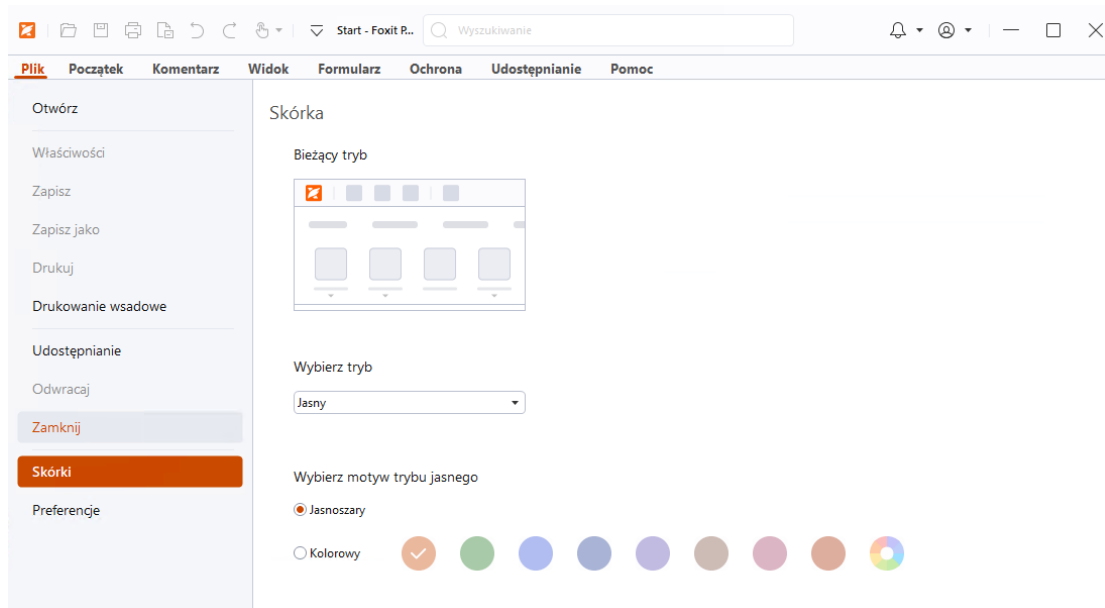 Start - Foxit P... Wyszukiwanie
Plik Początek Komentarz Widok Formularz Ochrona Udostępnianie Pomoc
Otwórz
Właściwości
Zapisz
Zapisz jako
Drukuj
Drukowanie wsadowe
Udostępnianie
Odwracaj
Zamknij
Skórki
Preferencje
Skórka
Bieżący tryb
Wybierz tryb
Jasny
Wybierz motyw trybu jasnego
Jasnoszary
Kolorowy